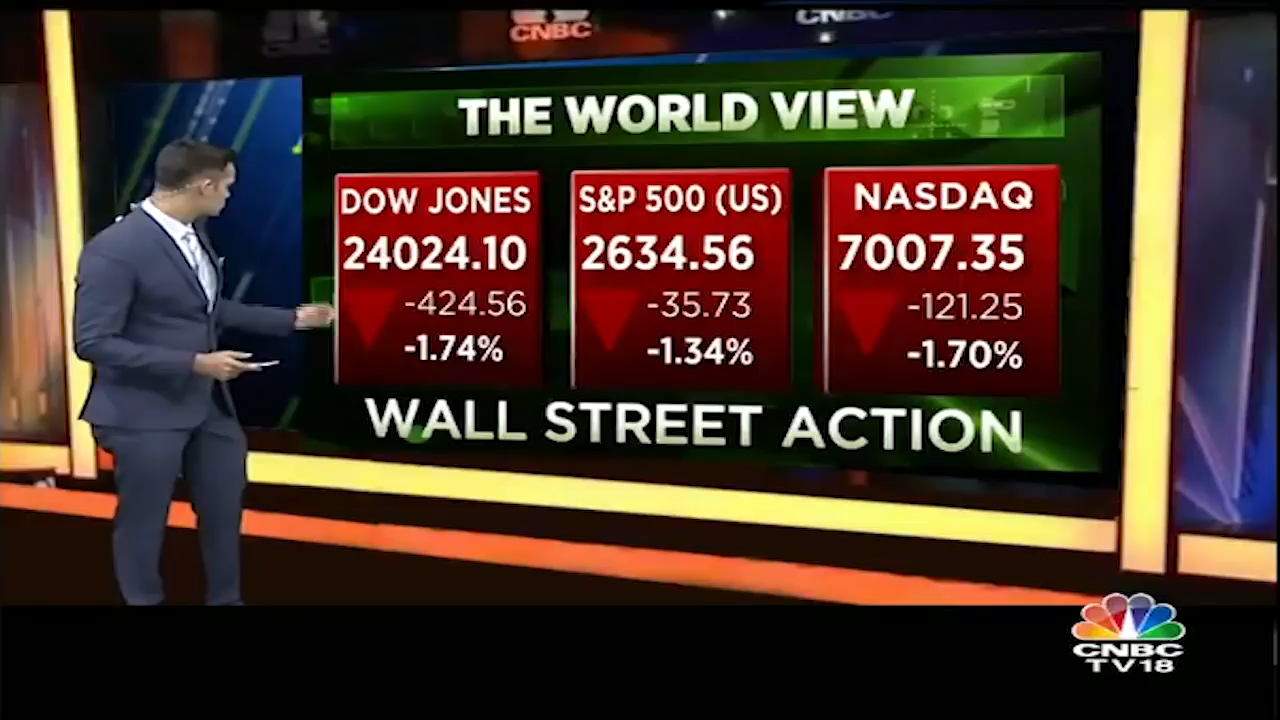 CNBC
CNBC
THE WORLD VIEW
DOW JONES
24024.10
-424.56
-1.74%
S&P 500 (US)
2634.56
-35.73
-1.34%
NASDAQ
7007.35
-121.25
-1.70%
WALL STREET ACTION
CNBC
TV18